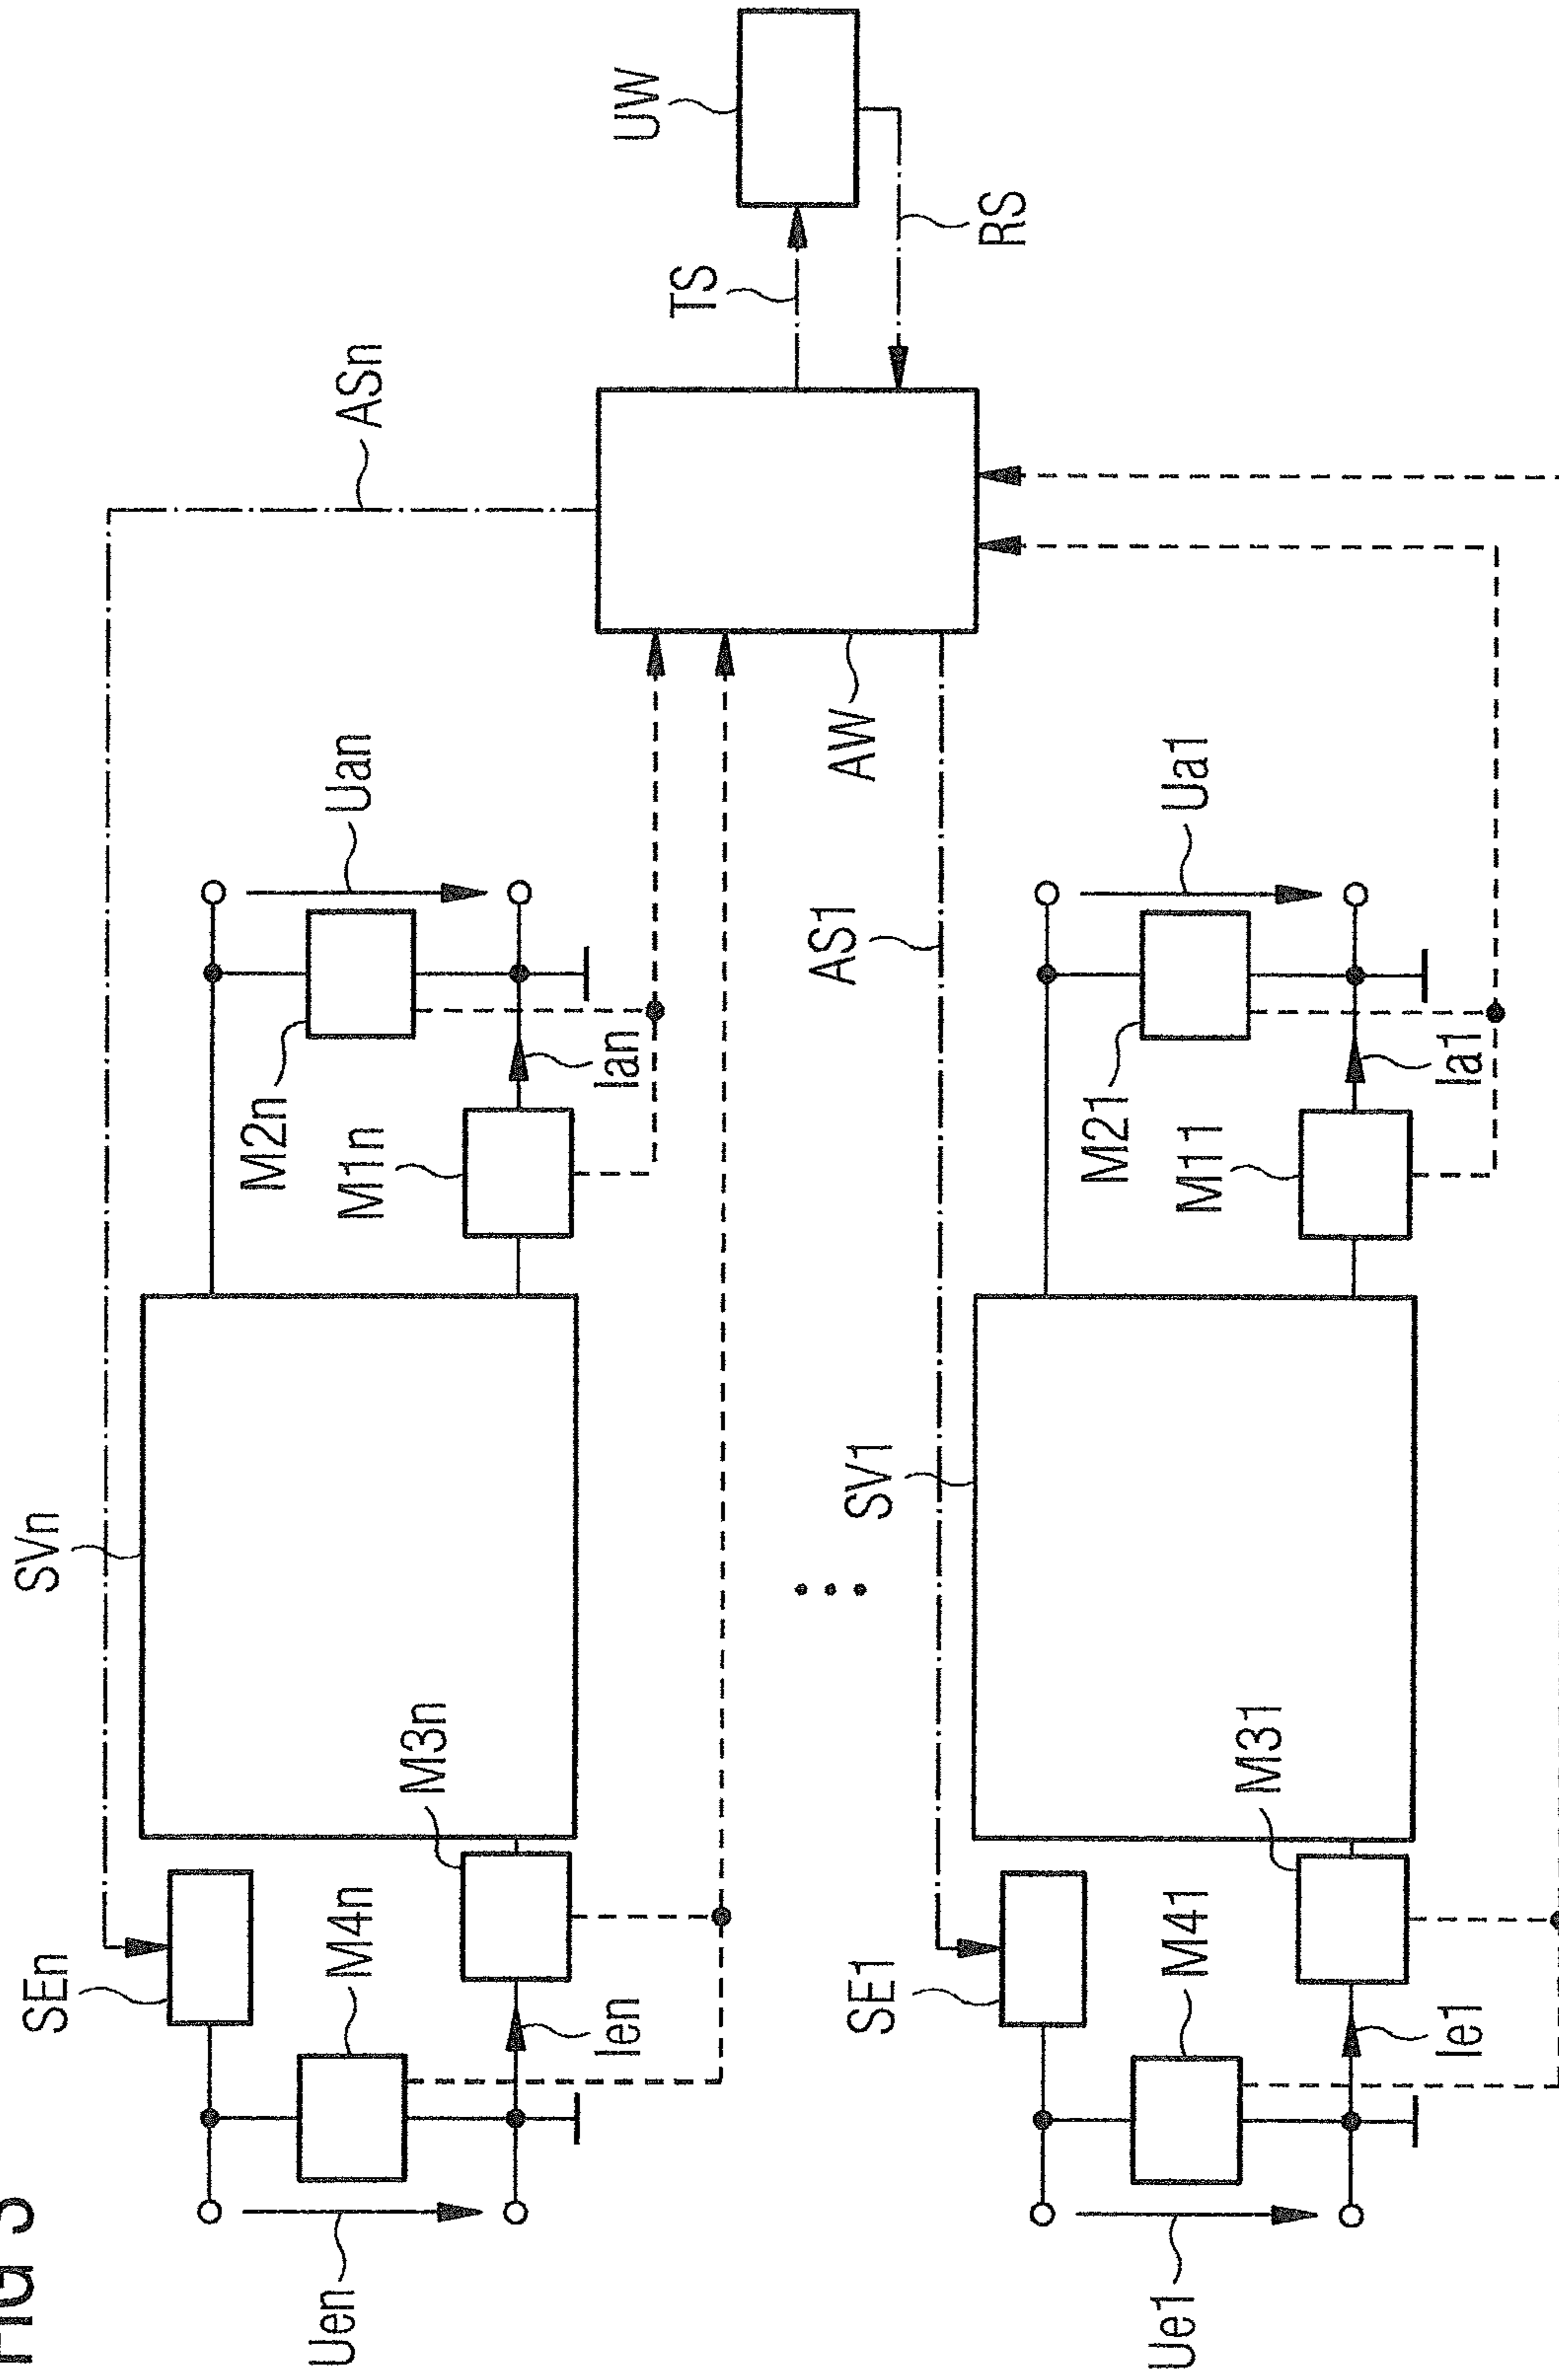 FIG 3
SVn
SEn
M4n
M3n
M2n
M1n
Uen
Ien
Ian
Uan
ASn
UW
TS
RS
AW
AS1
SV1
SE1
M41
M31
M21
M11
Ue1
Ie1
Ia1
Ua1